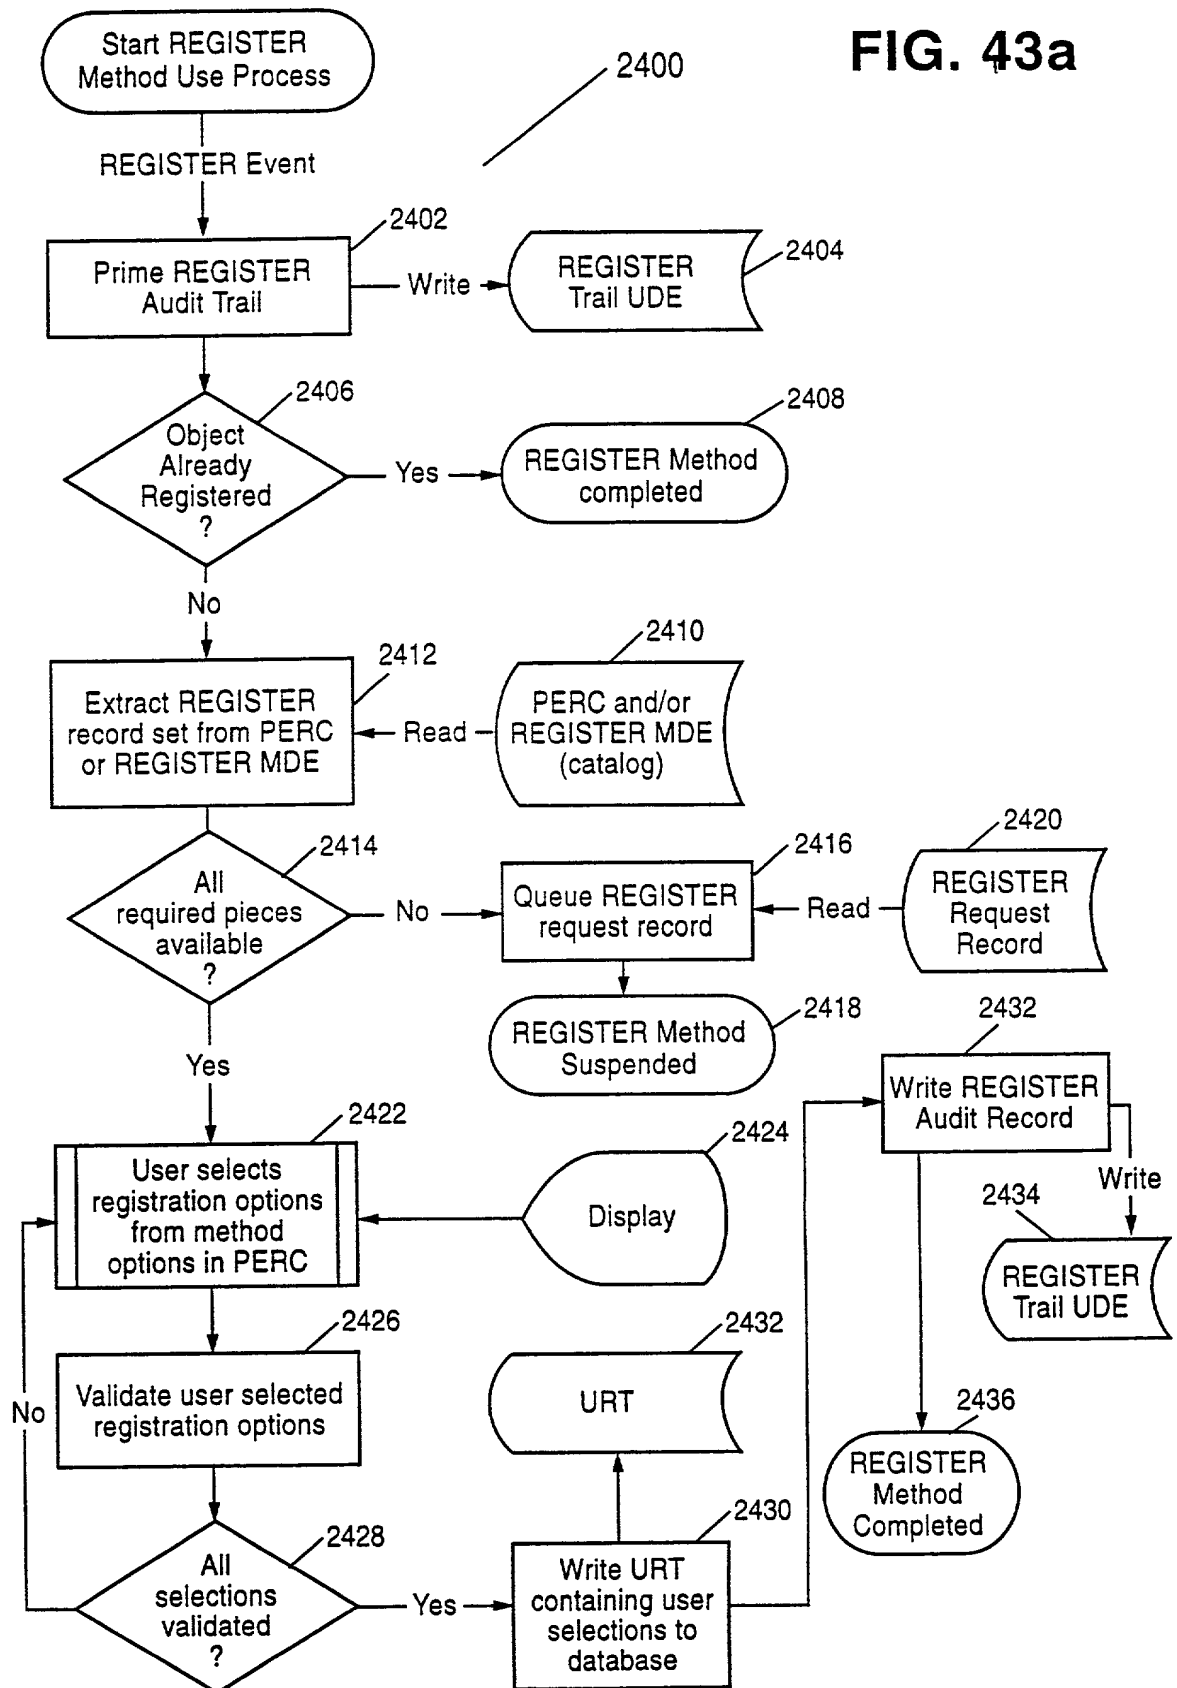 Start REGISTER
Method Use Process
FIG. 43a
2400
REGISTER Event
2402
Prime REGISTER
Audit Trail
Write
REGISTER
Trail UDE
2404
2406
Object
Already
Registered
?
Yes
2408
REGISTER Method
completed
No
2412
Extract REGISTER
record set from PERC
or REGISTER MDE
Read
2410
PERC and/or
REGISTER MDE
(catalog)
2414
All
required pieces
available
?
No
2416
Queue REGISTER
request record
Read
2420
REGISTER
Request
Record
2418
REGISTER Method
Suspended
Yes
2432
Write REGISTER
Audit Record
Write
2434
REGISTER
Trail UDE
2422
User selects
registration options
from method
options in PERC
2424
Display
2426
Validate user selected
registration options
No
2432
URT
2436
REGISTER
Method
Completed
2428
All
selections
validated
?
Yes
2430
Write URT
containing user
selections to
database